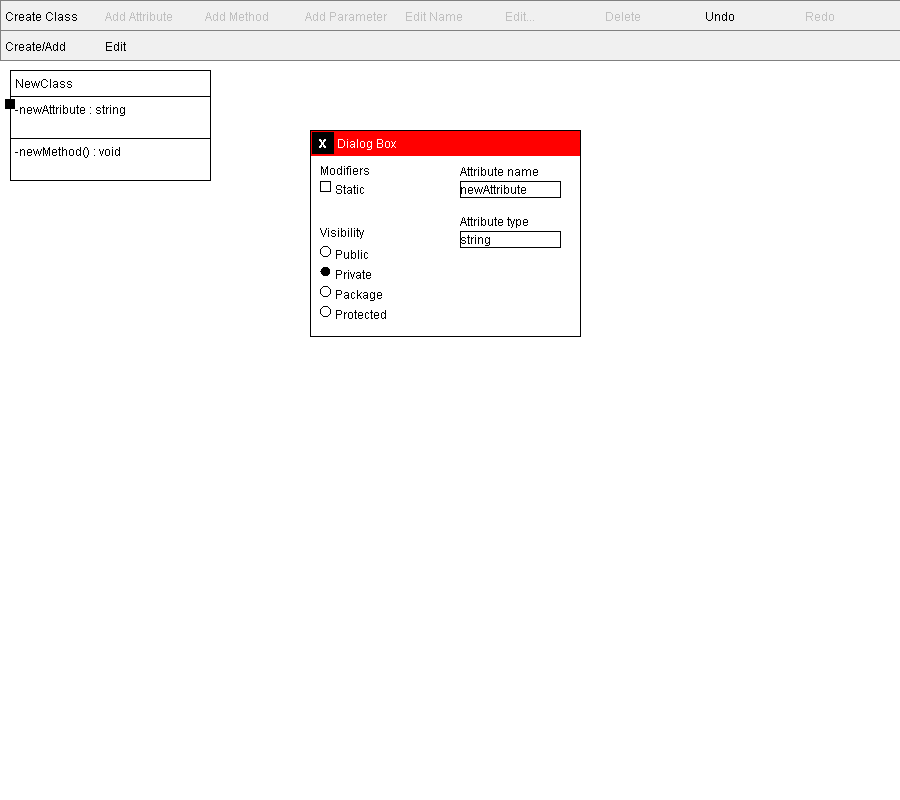 Create Class Add Attribute Add Method Add Parameter Edit Name Edit... Delete Undo Redo
Create/Add Edit
NewClass
-newAttribute : string
-newMethod() : void
X Dialog Box
Modifiers
Static
Visibility
Public
Private
Package
Protected
Attribute name
newAttribute
Attribute type
string